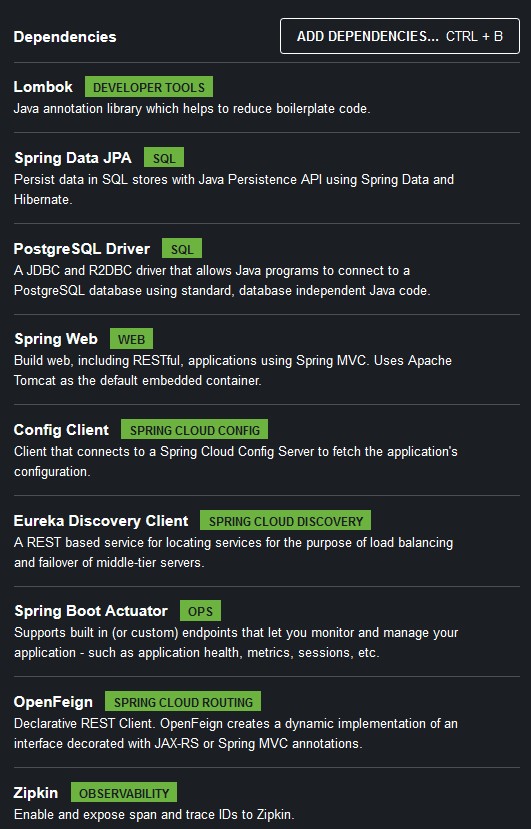 Dependencies ADD DEPENDENCIES... CTRL + B
Lombok DEVELOPER TOOLS
Java annotation library which helps to reduce boilerplate code.
Spring Data JPA SQL
Persist data in SQL stores with Java Persistence API using Spring Data and
Hibernate.
PostgreSQL Driver SQL
A JDBC and R2DBC driver that allows Java programs to connect to a
PostgreSQL database using standard, database independent Java code.
Spring Web WEB
Build web, including RESTful, applications using Spring MVC. Uses Apache
Tomcat as the default embedded container.
Config Client SPRING CLOUD CONFIG
Client that connects to a Spring Cloud Config Server to fetch the application's
configuration.
Eureka Discovery Client SPRING CLOUD DISCOVERY
A REST based service for locating services for the purpose of load balancing
and failover of middle-tier servers.
Spring Boot Actuator OPS
Supports built in (or custom) endpoints that let you monitor and manage your
application - such as application health, metrics, sessions, etc.
OpenFeign SPRING CLOUD ROUTING
Declarative REST Client. OpenFeign creates a dynamic implementation of an
interface decorated with JAX-RS or Spring MVC annotations.
Zipkin OBSERVABILITY
Enable and expose span and trace IDs to Zipkin.